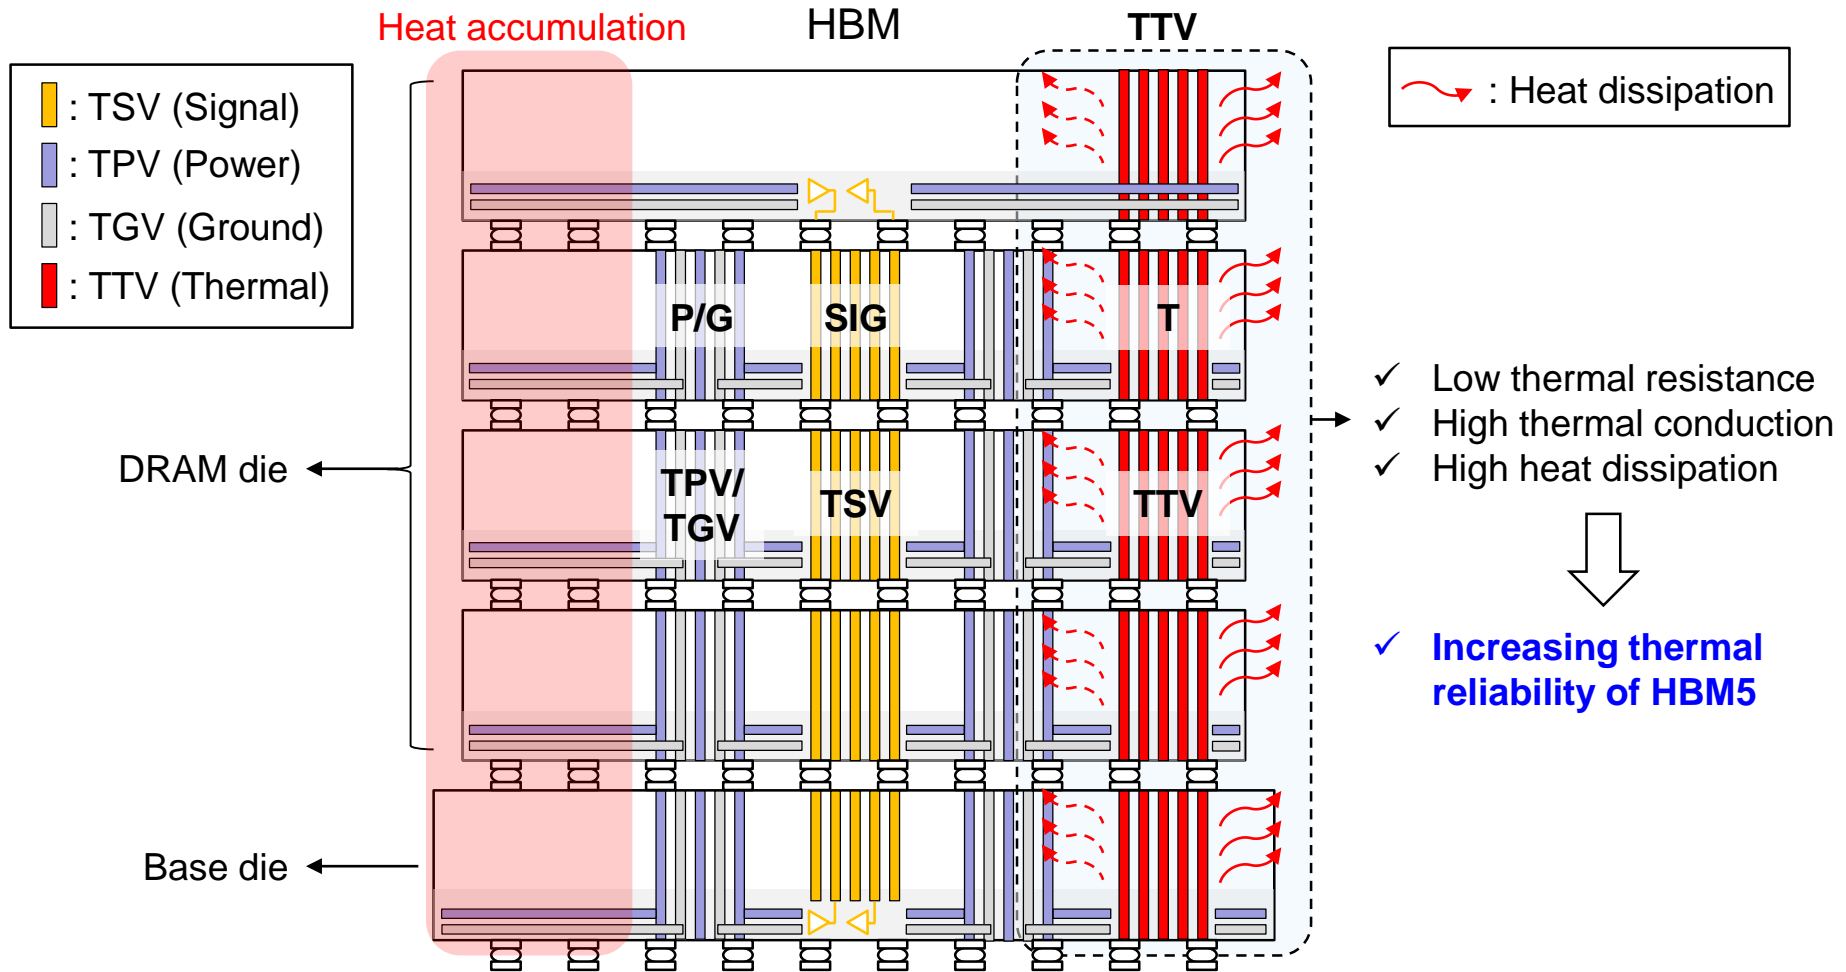 Heat accumulation
HBM
TTV
: TSV (Signal)
: TPV (Power)
: TGV (Ground)
: TTV (Thermal)
: Heat dissipation
P/G
SIG
T
DRAM die
TPV/
TGV
TSV
TTV
✓ Low thermal resistance
✓ High thermal conduction
✓ High heat dissipation
✓ Increasing thermal
reliability of HBM5
Base die